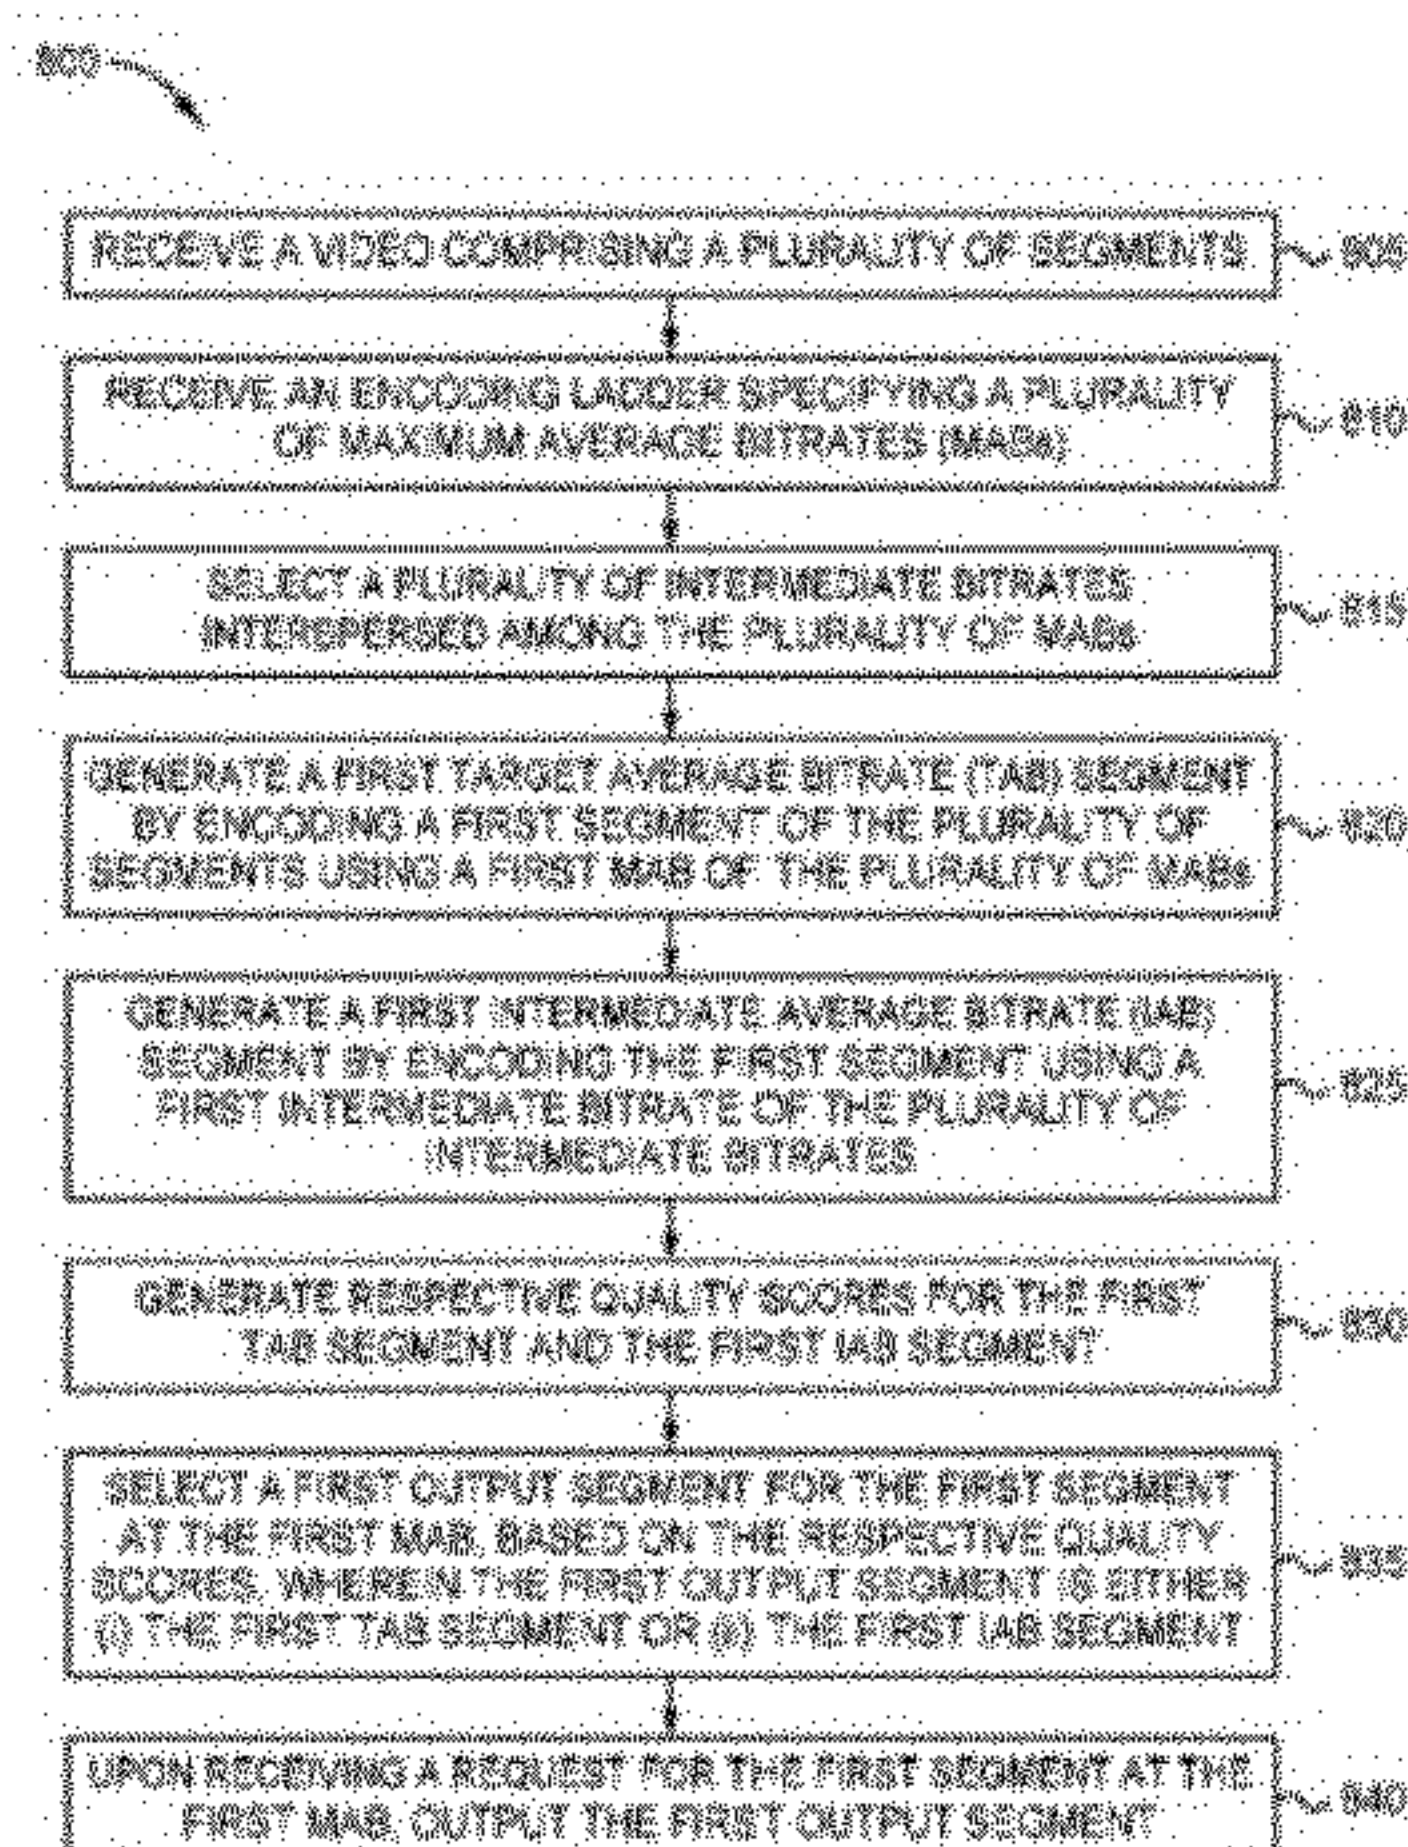 800
RECEIVE A VIDEO COMPRISING A PLURALITY OF SEGMENTS
805
RECEIVE AN ENCODING LADDER SPECIFYING A PLURALITY
OF MAXIMUM AVERAGE BITRATES (MABs)
810
SELECT A PLURALITY OF INTERMEDIATE BITRATES
INTERSPERSED AMONG THE PLURALITY OF MABs
815
GENERATE A FIRST TARGET AVERAGE BITRATE (TAB) SEGMENT
BY ENCODING A FIRST SEGMENT OF THE PLURALITY OF
SEGMENTS USING A FIRST MAB OF THE PLURALITY OF MABs
820
GENERATE A FIRST INTERMEDIATE AVERAGE BITRATE (IAB)
SEGMENT BY ENCODING THE FIRST SEGMENT USING A
FIRST INTERMEDIATE BITRATE OF THE PLURALITY OF
INTERMEDIATE BITRATES
825
GENERATE RESPECTIVE QUALITY SCORES FOR THE FIRST
TAB SEGMENT AND THE FIRST IAB SEGMENT
830
SELECT A FIRST OUTPUT SEGMENT FOR THE FIRST SEGMENT
AT THE FIRST MAB, BASED ON THE RESPECTIVE QUALITY
SCORES, WHEREIN THE FIRST OUTPUT SEGMENT IS EITHER
(i) THE FIRST TAB SEGMENT OR (ii) THE FIRST IAB SEGMENT
835
UPON RECEIVING A REQUEST FOR THE FIRST SEGMENT AT THE
FIRST MAB, OUTPUT THE FIRST OUTPUT SEGMENT
840